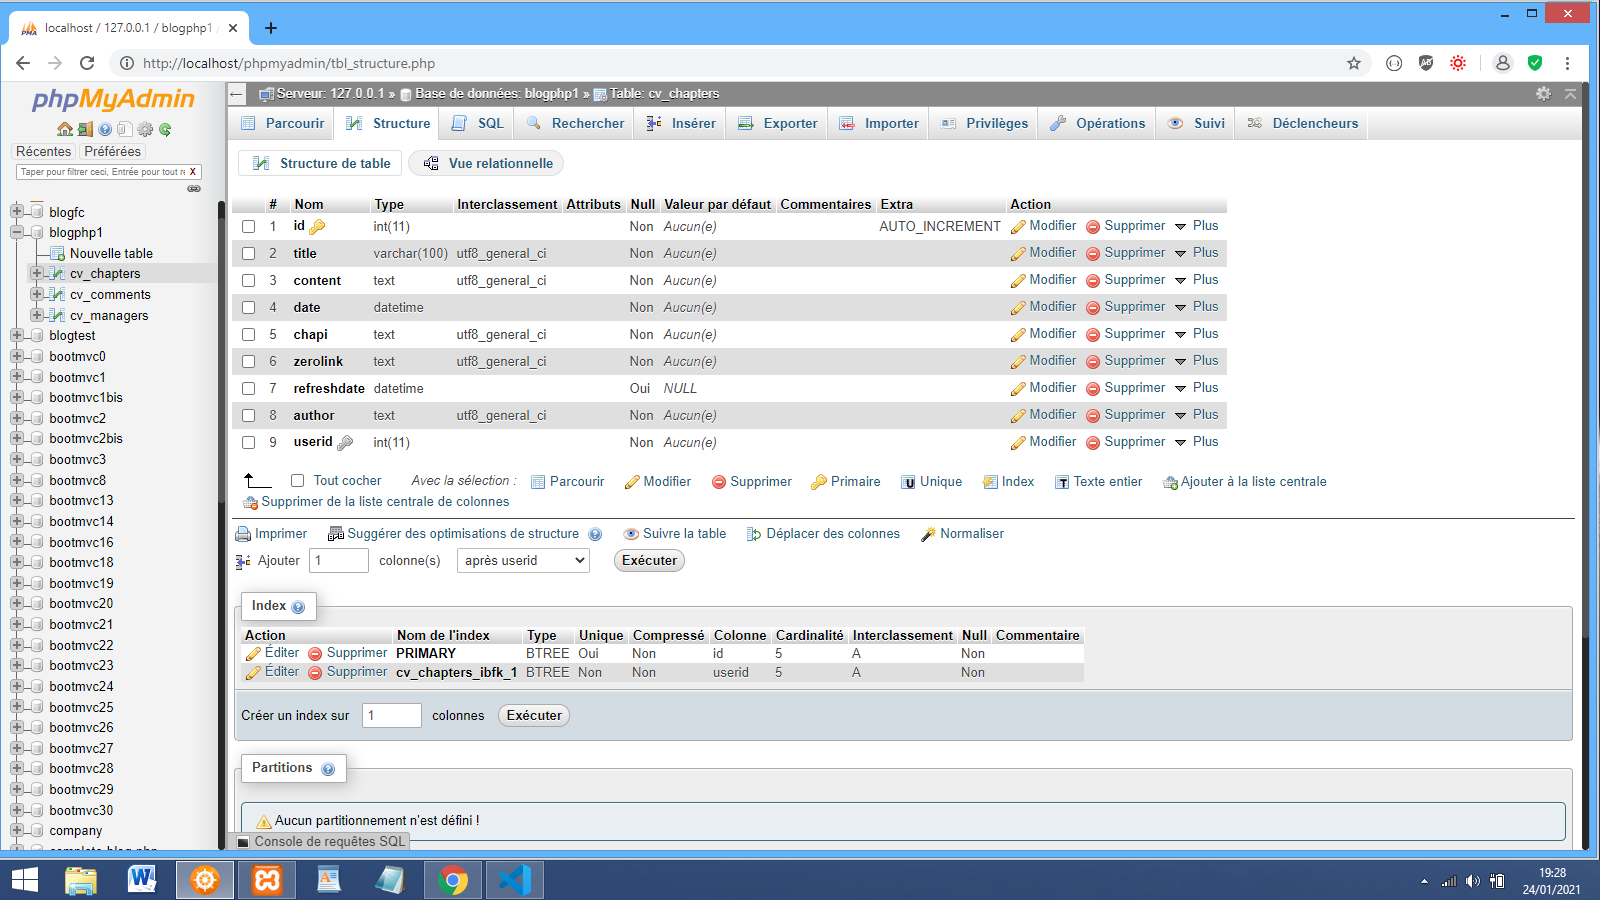 localhost / 127.0.0.1 / blogphp1
http://localhost/phpmyadmin/tbl_structure.php
phpMyAdmin
Récentes Préférées
Taper pour filtrer ceci, Entrée pour tout r X
blogfc
blogphp1
Nouvelle table
cv_chapters
cv_comments
cv_managers
blogtest
bootmvc0
bootmvc1
bootmvc1bis
bootmvc2
bootmvc2bis
bootmvc3
bootmvc8
bootmvc13
bootmvc14
bootmvc16
bootmvc18
bootmvc19
bootmvc20
bootmvc21
bootmvc22
bootmvc23
bootmvc24
bootmvc25
bootmvc26
bootmvc27
bootmvc28
bootmvc29
bootmvc30
company
Serveur: 127.0.0.1 » Base de données: blogphp1 » Table: cv_chapters
Parcourir Structure SQL Rechercher Insérer Exporter Importer Privilèges Opérations Suivi Déclencheurs
Structure de table Vue relationnelle
# Nom Type Interclassement Attributs Null Valeur par défaut Commentaires Extra Action
1 id int(11) Non Aucun(e) AUTO_INCREMENT Modifier Supprimer Plus
2 title varchar(100) utf8_general_ci Non Aucun(e) Modifier Supprimer Plus
3 content text utf8_general_ci Non Aucun(e) Modifier Supprimer Plus
4 date datetime Non Aucun(e) Modifier Supprimer Plus
5 chapi text utf8_general_ci Non Aucun(e) Modifier Supprimer Plus
6 zerolink text utf8_general_ci Non Aucun(e) Modifier Supprimer Plus
7 refreshdate datetime Oui NULL Modifier Supprimer Plus
8 author text utf8_general_ci Non Aucun(e) Modifier Supprimer Plus
9 userid int(11) Non Aucun(e) Modifier Supprimer Plus
Tout cocher Avec la sélection : Parcourir Modifier Supprimer Primaire Unique Index Texte entier Ajouter à la liste centrale
Supprimer de la liste centrale de colonnes
Imprimer Suggérer des optimisations de structure Suivre la table Déplacer des colonnes Normaliser
Ajouter 1 colonne(s) après userid Exécuter
Index
Action Nom de l'index Type Unique Compressé Colonne Cardinalité Interclassement Null Commentaire
Éditer Supprimer PRIMARY BTREE Oui Non id 5 A Non
Éditer Supprimer cv_chapters_ibfk_1 BTREE Non Non userid 5 A Non
Créer un index sur 1 colonnes Exécuter
Partitions
Aucun partitionnement n'est défini !
Console de requêtes SQL
19:28
24/01/2021